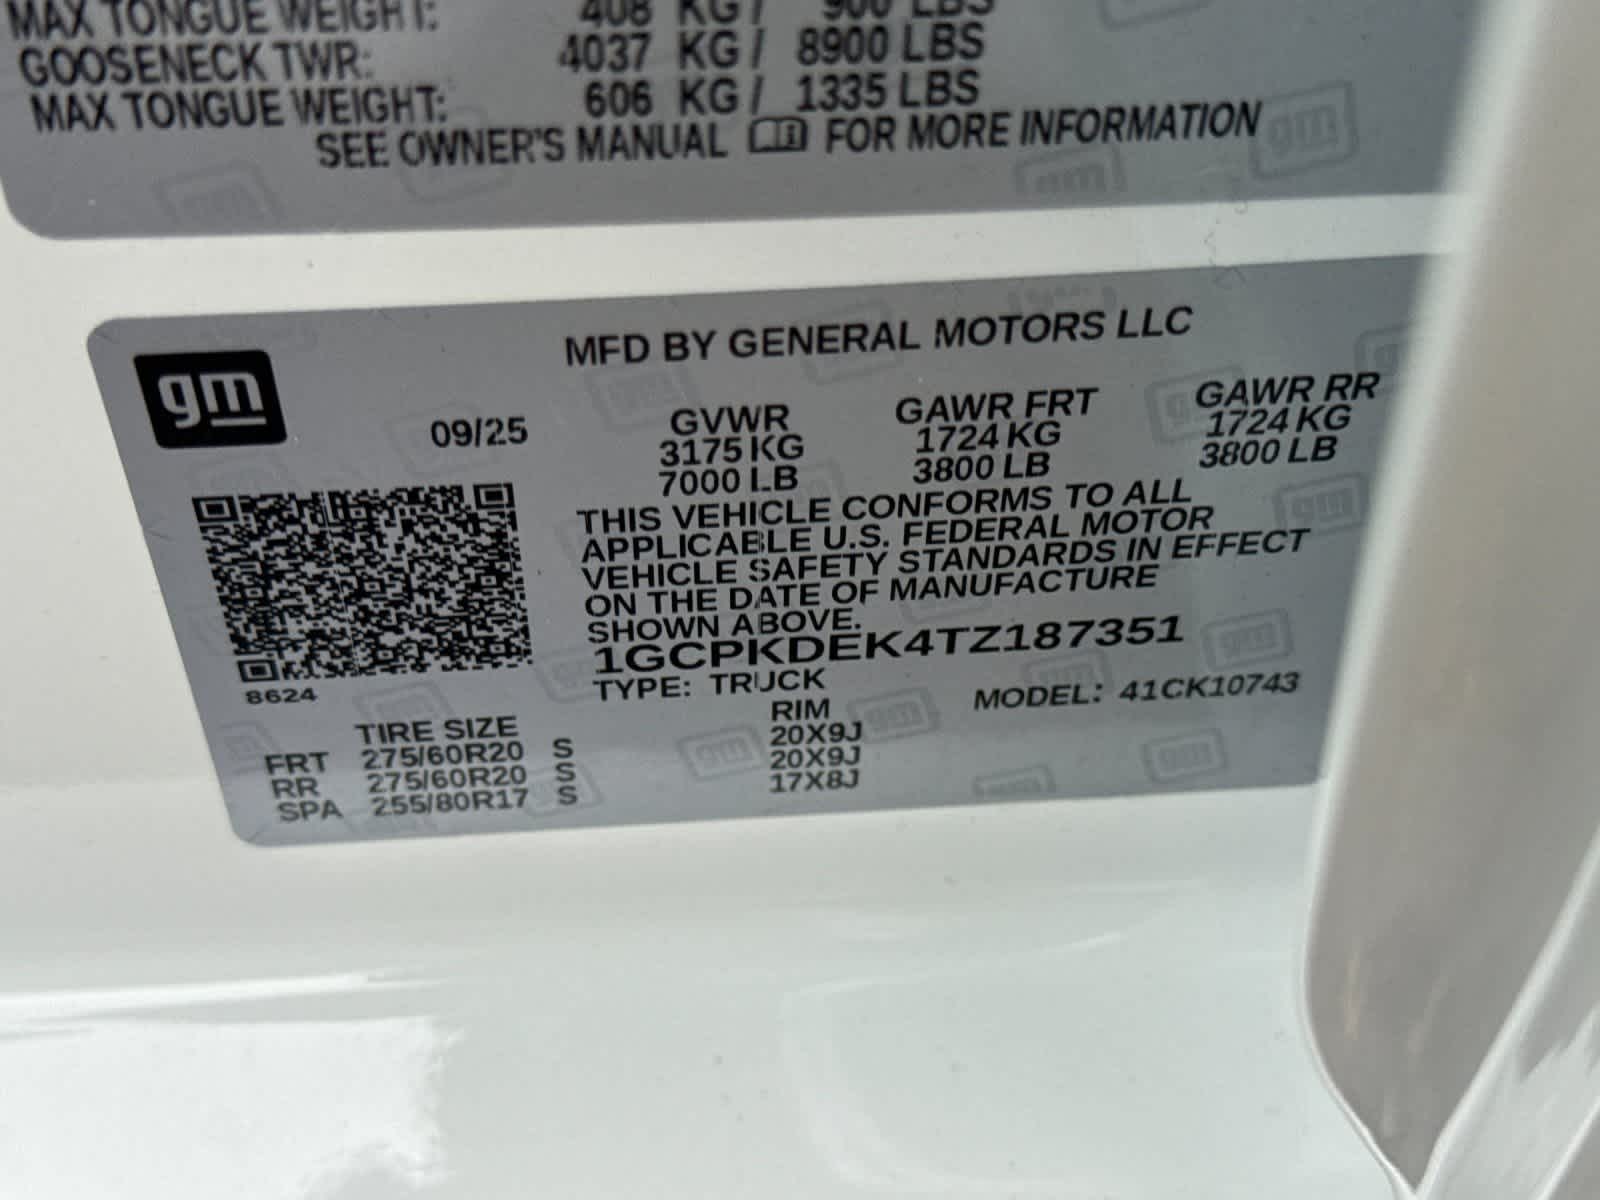 MAX TONGUE WEIGHT: 408 KG / 900 LBS
GOOSENECK TWR: 4037 KG / 8900 LBS
MAX TONGUE WEIGHT: 606 KG / 1335 LBS
SEE OWNER'S MANUAL FOR MORE INFORMATION
gm
MFD BY GENERAL MOTORS LLC
09/25
GVWR GAWR FRT GAWR RR
3175 KG 1724 KG 1724 KG
7000 LB 3800 LB 3800 LB
THIS VEHICLE CONFORMS TO ALL
APPLICABLE U.S. FEDERAL MOTOR
VEHICLE SAFETY STANDARDS IN EFFECT
ON THE DATE OF MANUFACTURE
SHOWN ABOVE.
1GCPKDEK4TZ187351
8624
TYPE: TRUCK MODEL: 41CK10743
TIRE SIZE RIM
FRT 275/60R20 S 20X9J
RR 275/60R20 S 20X9J
SPA 255/80R17 S 17X8J